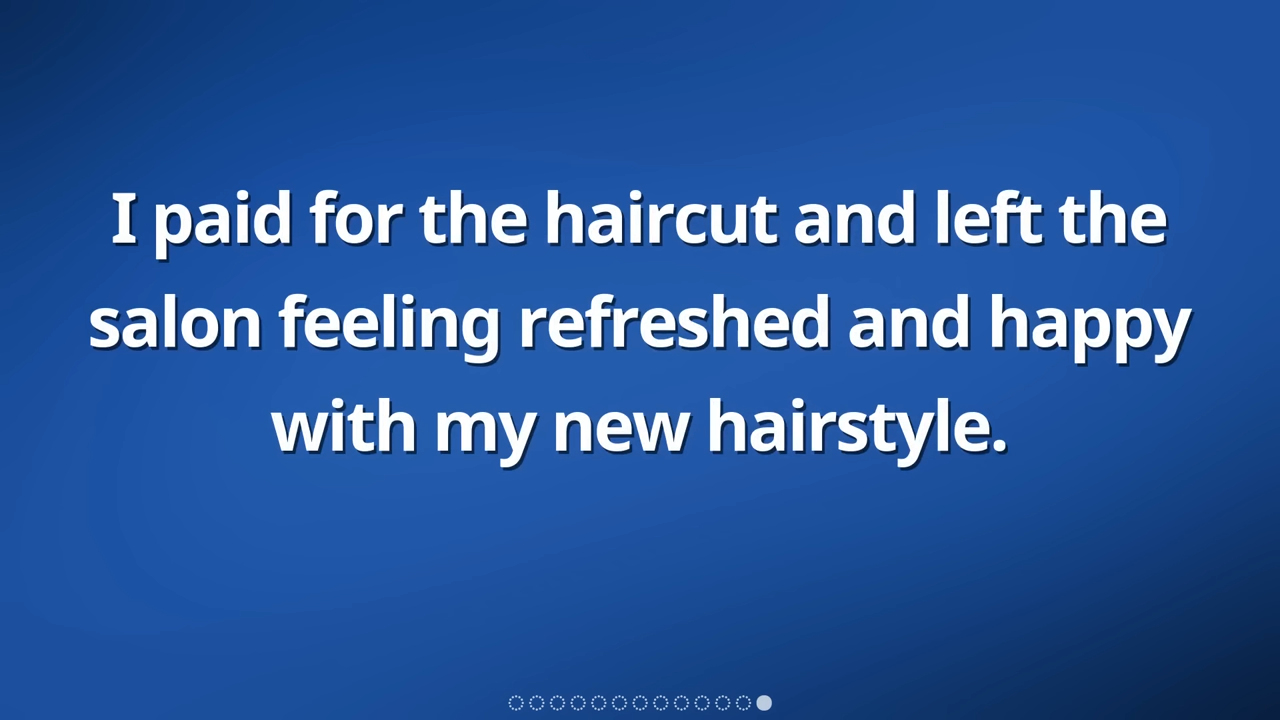 I paid for the haircut and left the
salon feeling refreshed and happy
with my new hairstyle.